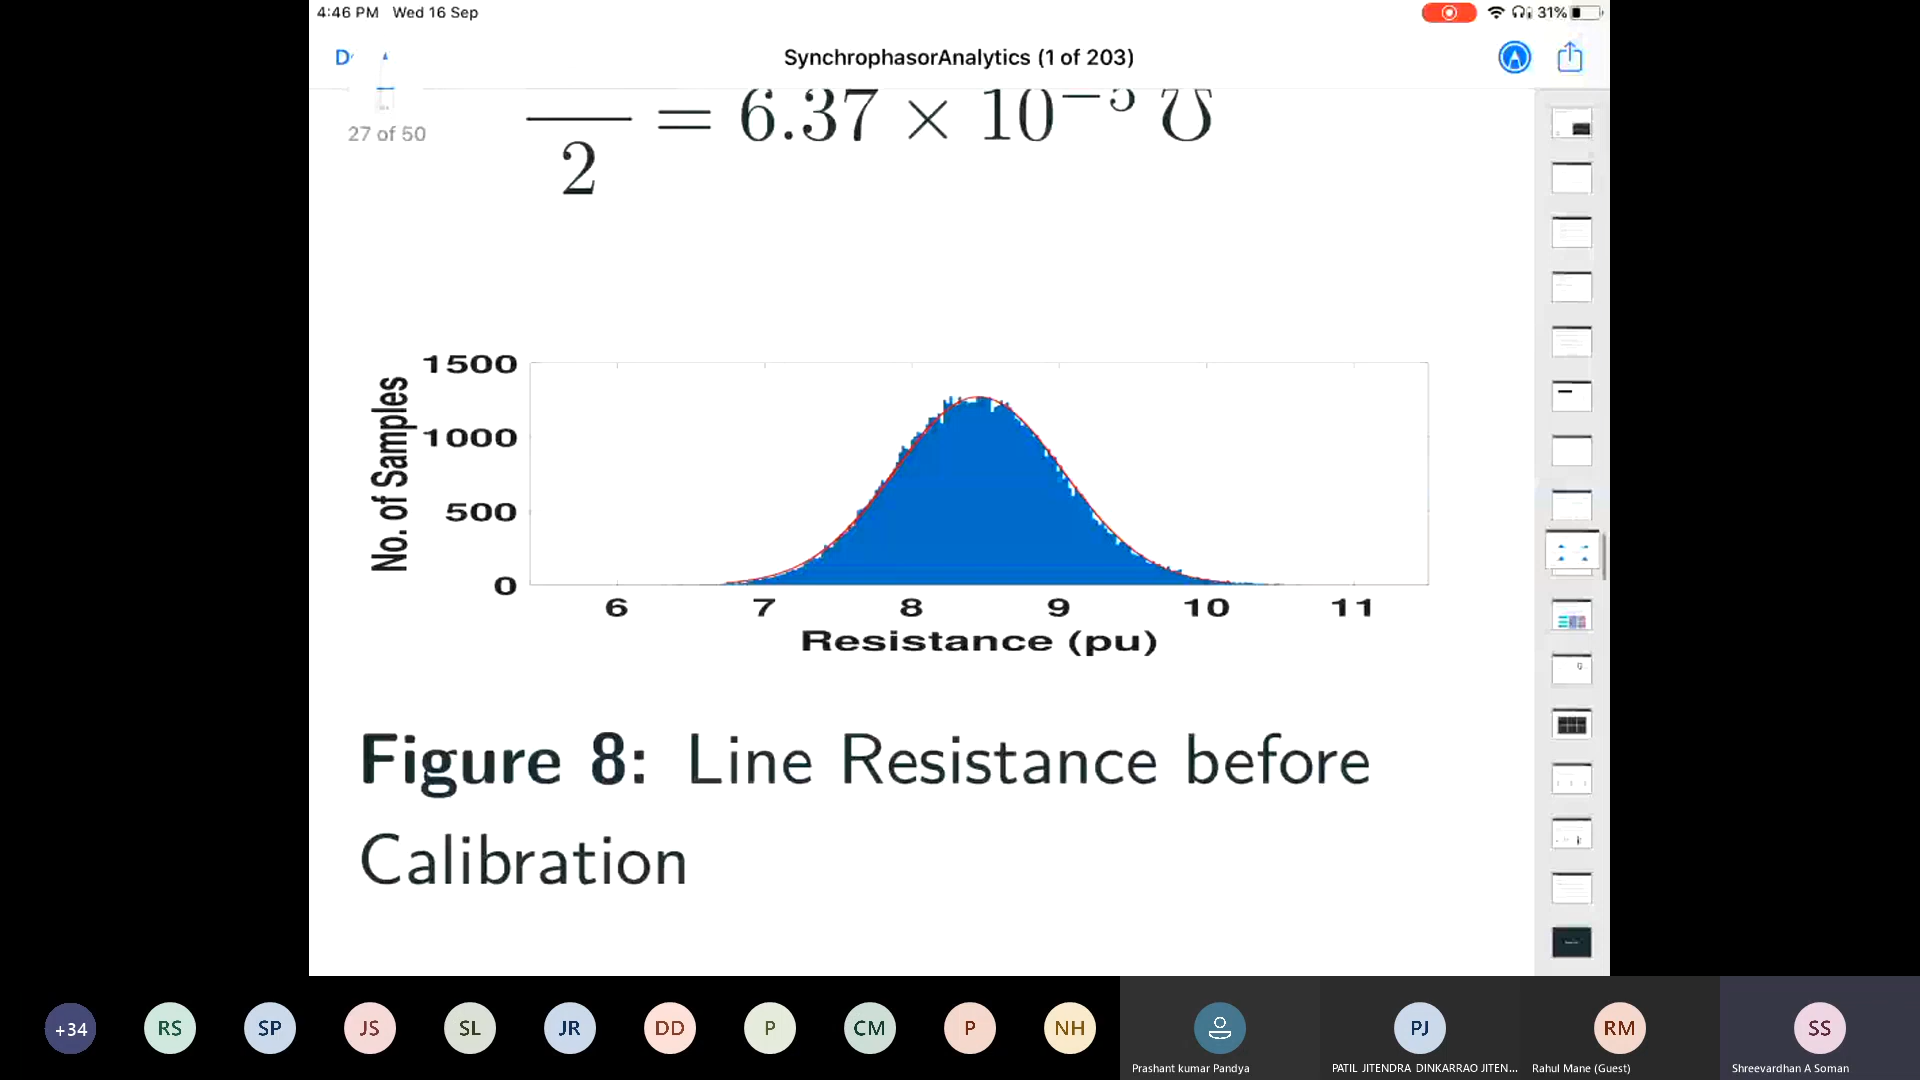 4:46 PM Wed 16 Sep
31%
SynchrophasorAnalytics (1 of 203)
27 of 50
2 = 6.37 × 10⁻⁵ ℧
1500
1000
500
0
No. of Samples
6 7 8 9 10 11
Resistance (pu)
Figure 8: Line Resistance before
Calibration
+34 RS SP JS SL JR DD P CM P NH PJ RM SS
Prashant kumar Pandya PATIL JITENDRA DINKARRAO JITEN... Rahul Mane (Guest) Shreevardhan A Soman